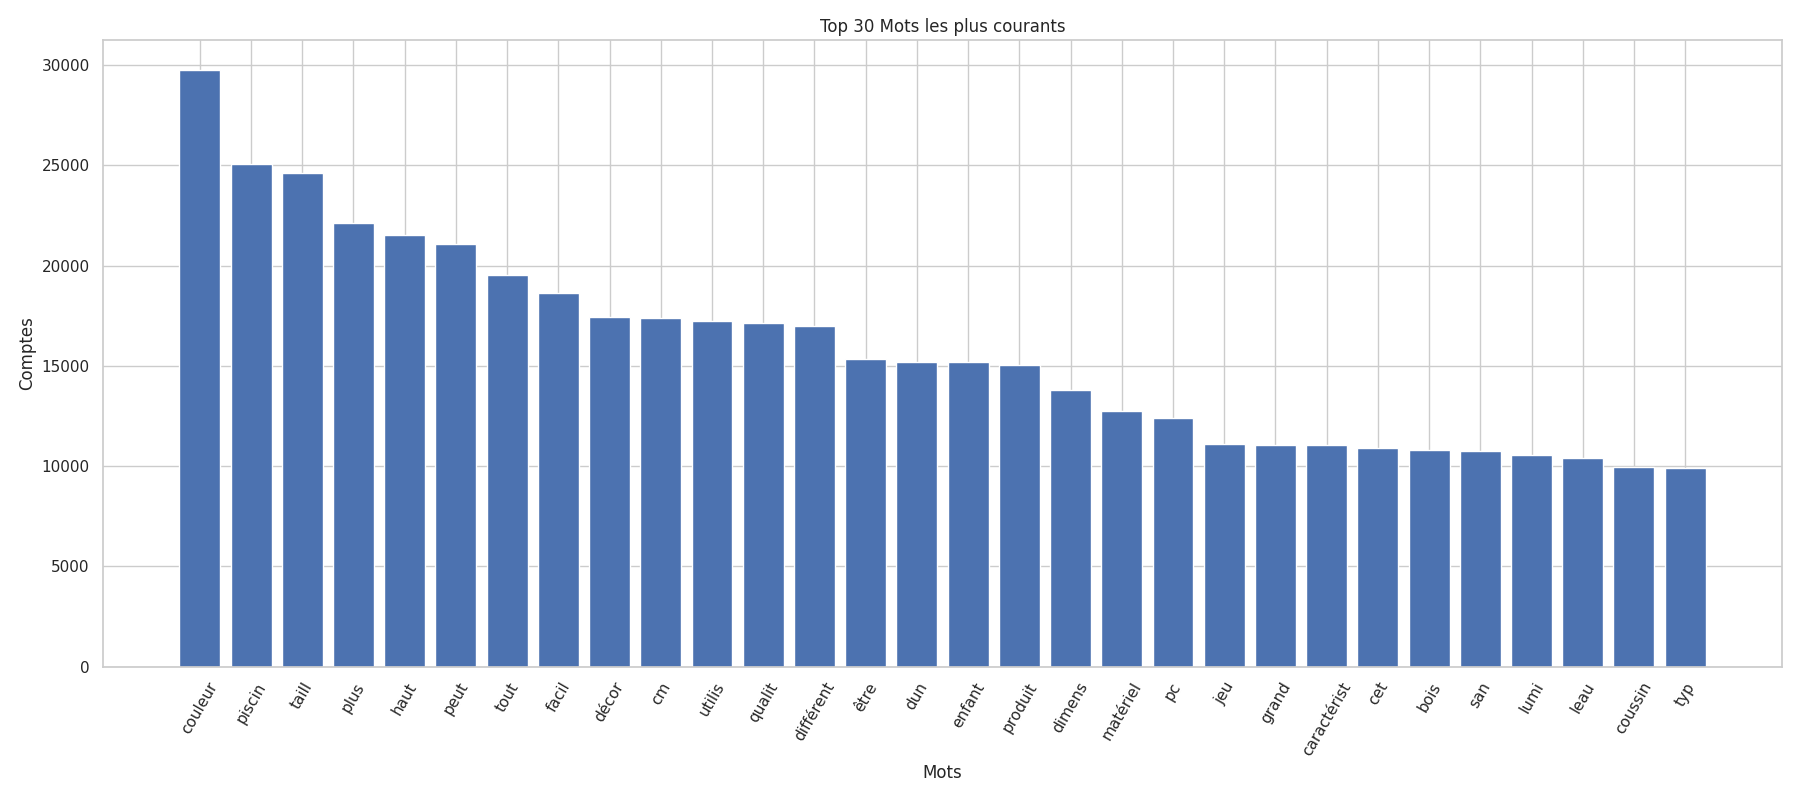 Top 30 Mots les plus courants
Comptes
30000
25000
20000
15000
10000
5000
0
couleur
piscin
taill
plus
haut
peut
tout
facil
décor
cm
utilis
qualit
différent
être
dun
enfant
produit
dimens
matériel
pc
jeu
grand
caractérist
cet
bois
san
lumi
leau
coussin
typ
Mots